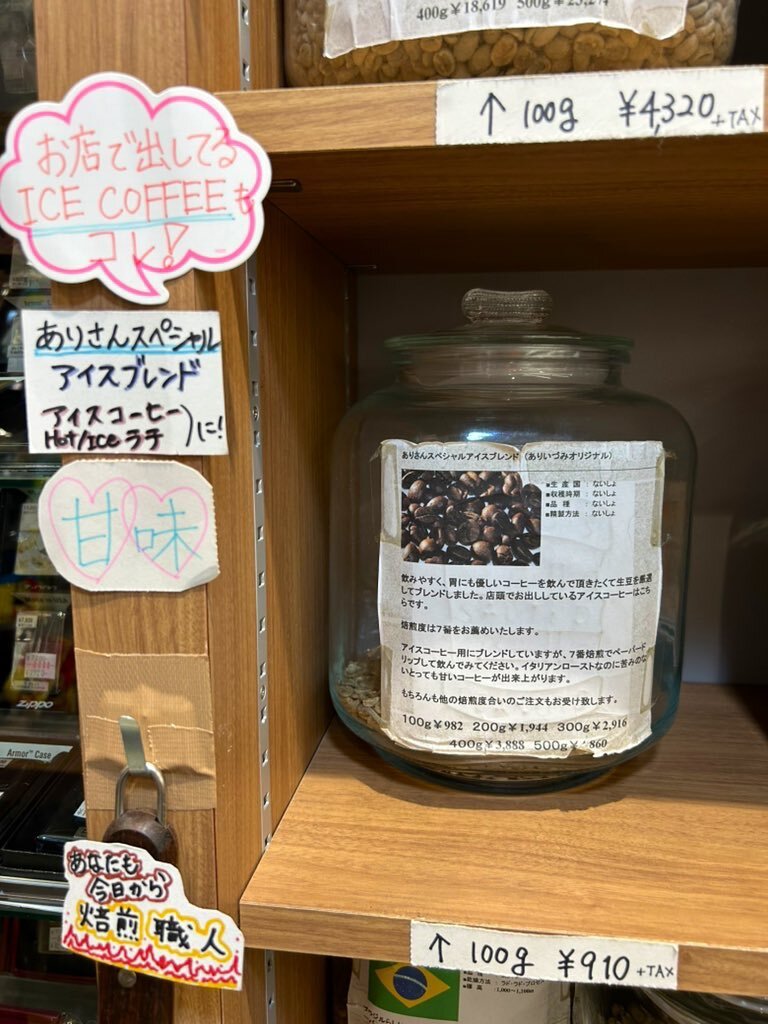 400g￥18,619 500g
↑ 100g ￥4,320 +TAX
お店で出してる
ICE COFFEEも
コレ!
ありさんスペシャル
アイスブレンド
アイスコーヒー
Hot/Ice ラテ
)に!
甘味
ありさんスペシャルアイスブレンド（ありいづみオリジナル）
■生産国：ないしょ
■収穫時期：ないしょ
■品種：ないしょ
■精製方法：ないしょ
飲みやすく、胃にも優しいコーヒーを飲んで頂きたくて生豆を厳選
してブレンドしました。店頭でお出ししているアイスコーヒーはこち
らです。
焙煎度は7番をお薦めいたします。
アイスコーヒー用にブレンドしていますが、7番焙煎でペーパード
リップして飲んでみてください。イタリアンローストなのに苦みのな
いとっても甘いコーヒーが出来上がります。
もちろんも他の焙煎度合いのご注文もお受け致します。
100g￥982 200g￥1,944 300g￥2,916
400g￥3,888 500g￥ 860
zippo
Armor™ Case
あなたも
今日から
焙煎職人
↑ 100g ￥910 +TAX